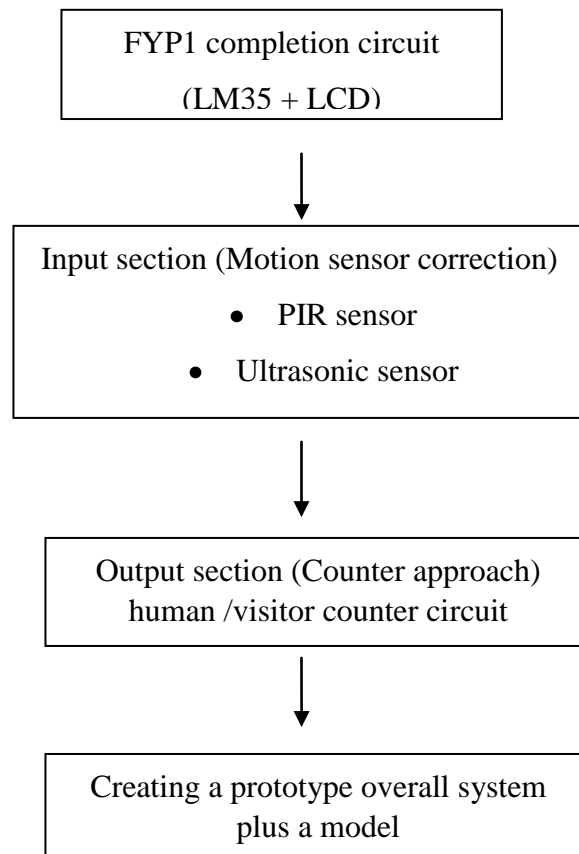 FYP1 completion circuit
(LM35 + LCD)
Input section (Motion sensor correction)
• PIR sensor
• Ultrasonic sensor
Output section (Counter approach)
human /visitor counter circuit
Creating a prototype overall system
plus a model